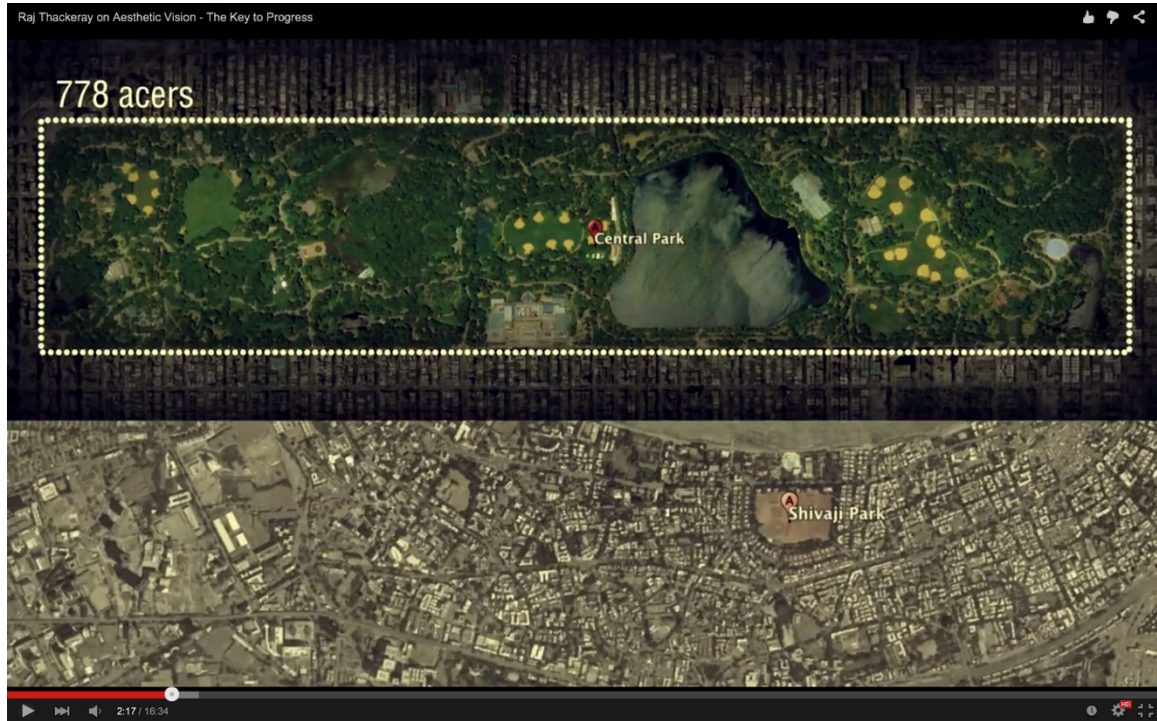 Raj Thackeray on Aesthetic Vision - The Key to Progress
778 acers
A
Central Park
A
Shivaji Park
2:17 / 16:34
HD